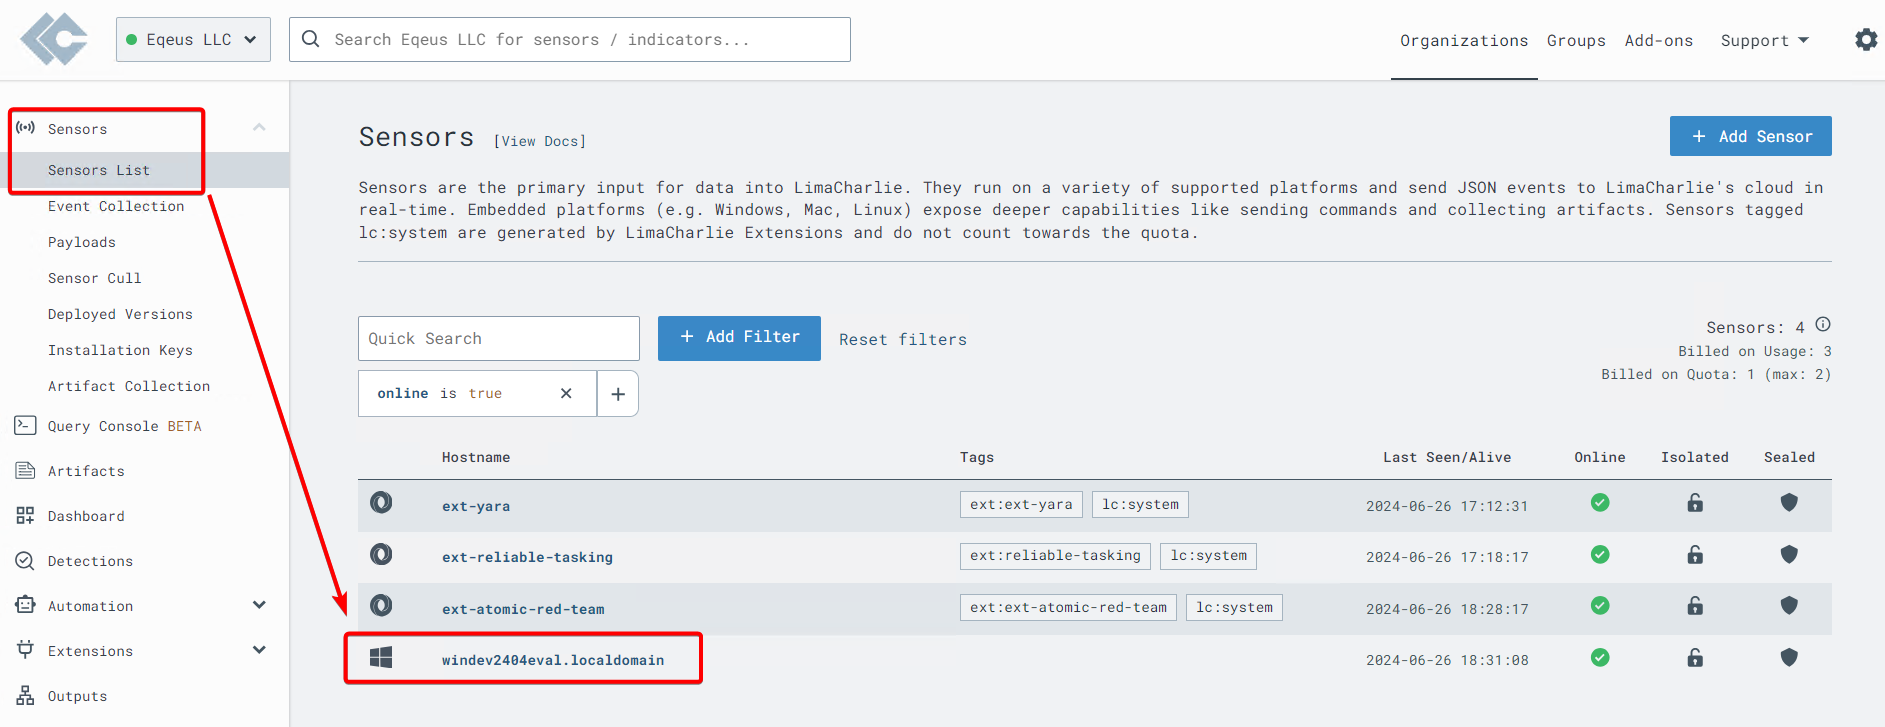 Eqeus LLC
Search Eqeus LLC for sensors / indicators...
Organizations Groups Add-ons Support
Sensors
Sensors List
Event Collection
Payloads
Sensor Cull
Deployed Versions
Installation Keys
Artifact Collection
Query Console BETA
Artifacts
Dashboard
Detections
Automation
Extensions
Outputs
Sensors [View Docs]
+ Add Sensor
Sensors are the primary input for data into LimaCharlie. They run on a variety of supported platforms and send JSON events to LimaCharlie's cloud in
real-time. Embedded platforms (e.g. Windows, Mac, Linux) expose deeper capabilities like sending commands and collecting artifacts. Sensors tagged
lc:system are generated by LimaCharlie Extensions and do not count towards the quota.
Quick Search
+ Add Filter
Reset filters
Sensors: 4
Billed on Usage: 3
Billed on Quota: 1 (max: 2)
online is true
Hostname Tags Last Seen/Alive Online Isolated Sealed
ext-yara ext:ext-yara lc:system 2024-06-26 17:12:31
ext-reliable-tasking ext:reliable-tasking lc:system 2024-06-26 17:18:17
ext-atomic-red-team ext:ext-atomic-red-team lc:system 2024-06-26 18:28:17
windev2404eval.localdomain 2024-06-26 18:31:08